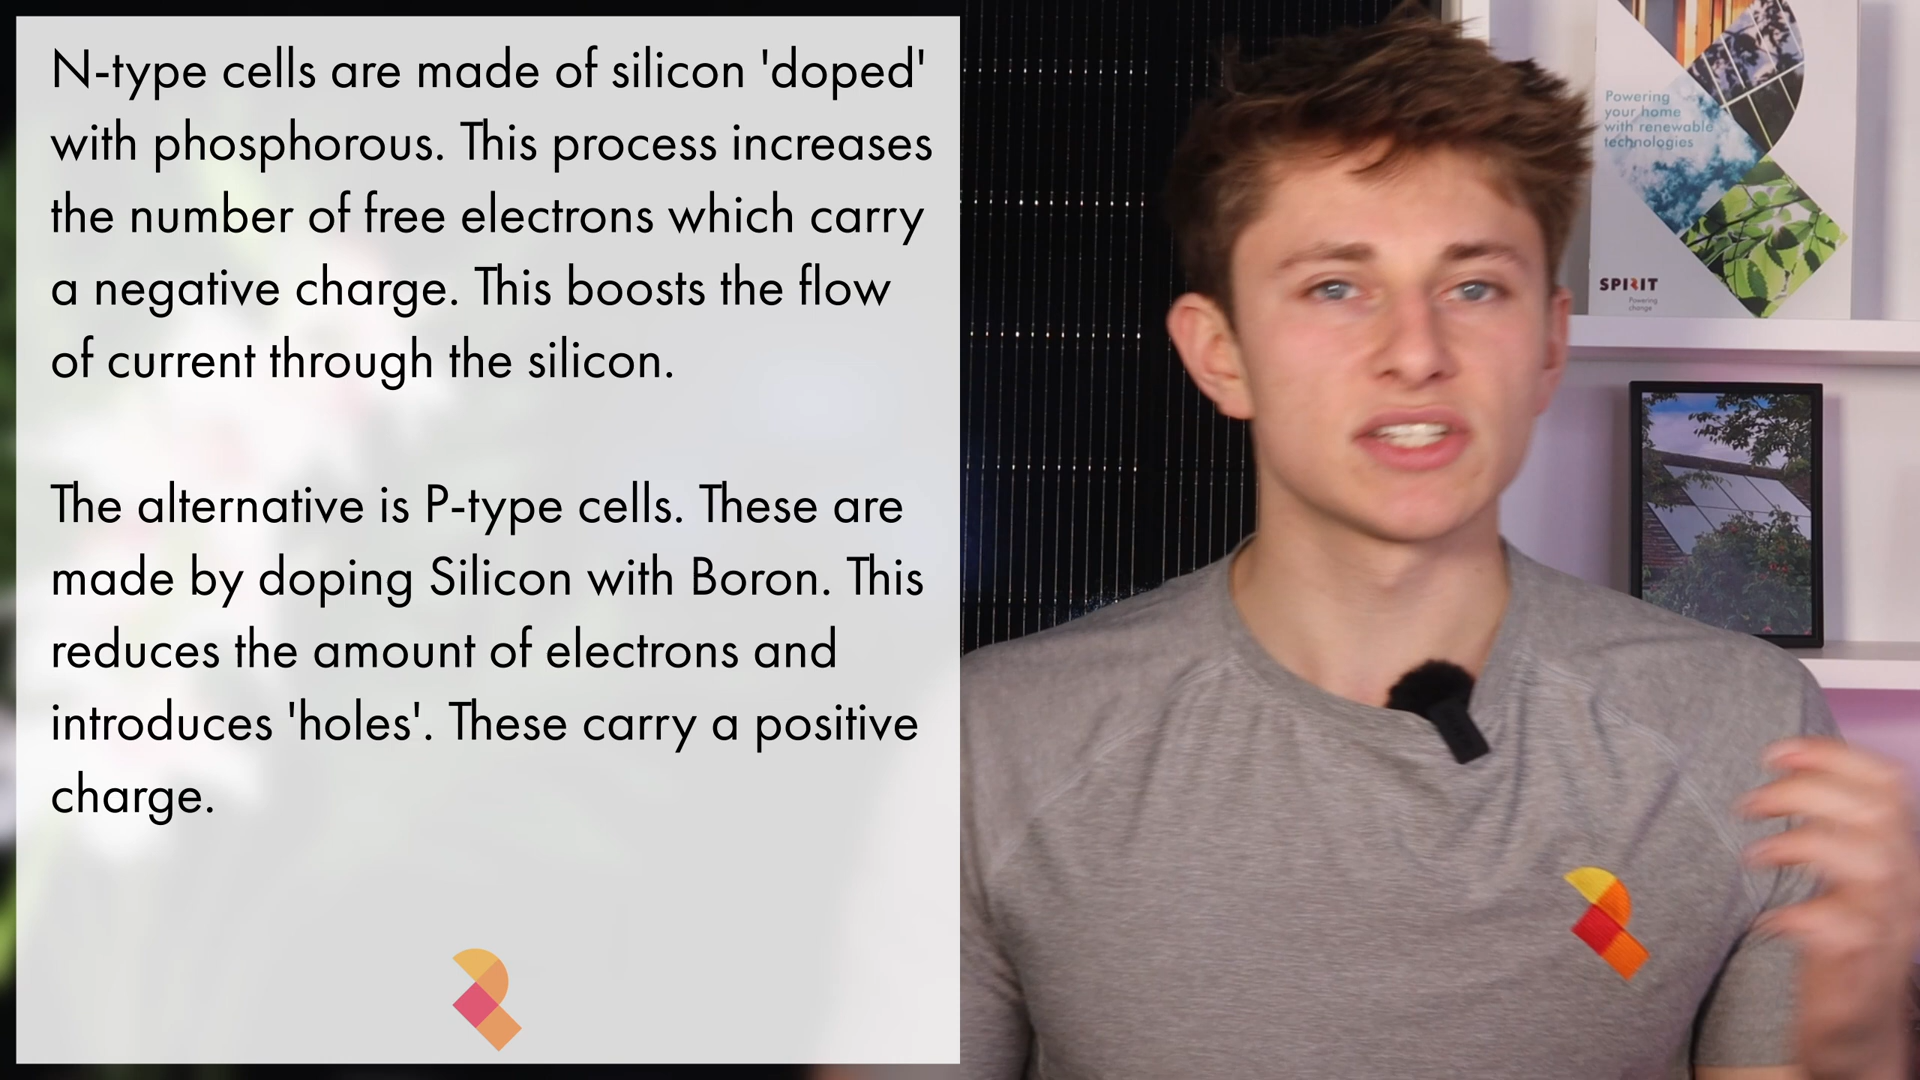 N-type cells are made of silicon 'doped'
with phosphorous. This process increases
the number of free electrons which carry
a negative charge. This boosts the flow
of current through the silicon.
The alternative is P-type cells. These are
made by doping Silicon with Boron. This
reduces the amount of electrons and
introduces 'holes'. These carry a positive
charge.
Powering
your home
with renewable
technologies
SPIRIT
Powering
change